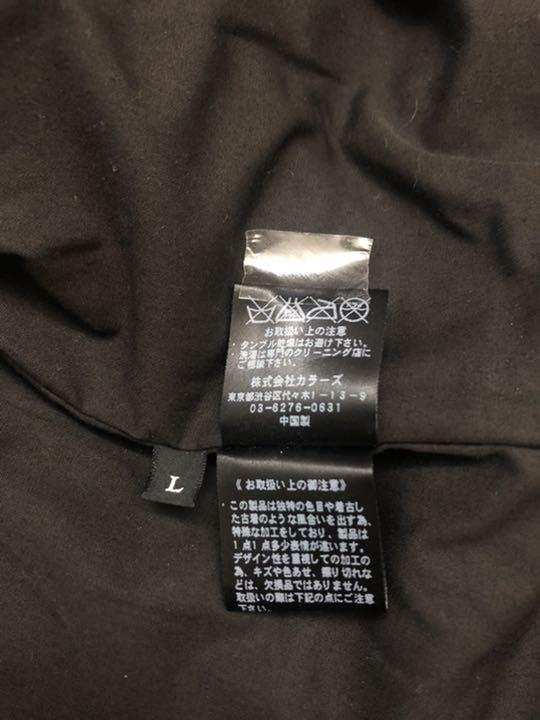 お取扱い上の注意
・タンブル乾燥はお避け下さい。
・洗濯は専門のクリーニング店に
ご相談下さい。
株式会社カラーズ
東京都渋谷区代々木1-13-9
03-6276-0631
中国製
L
《お取扱い上の御注意》
・この製品は独特の色目や着古し
た古着のような風合いを出す為、
特殊な加工をしており、製品は
1点1点多少表情が違います。
デザイン性を重視しての加工の
為、キズや色あせ、擦り切れな
どは、欠損品ではありません。
取扱いの際は下記の点にご注意
下さい。